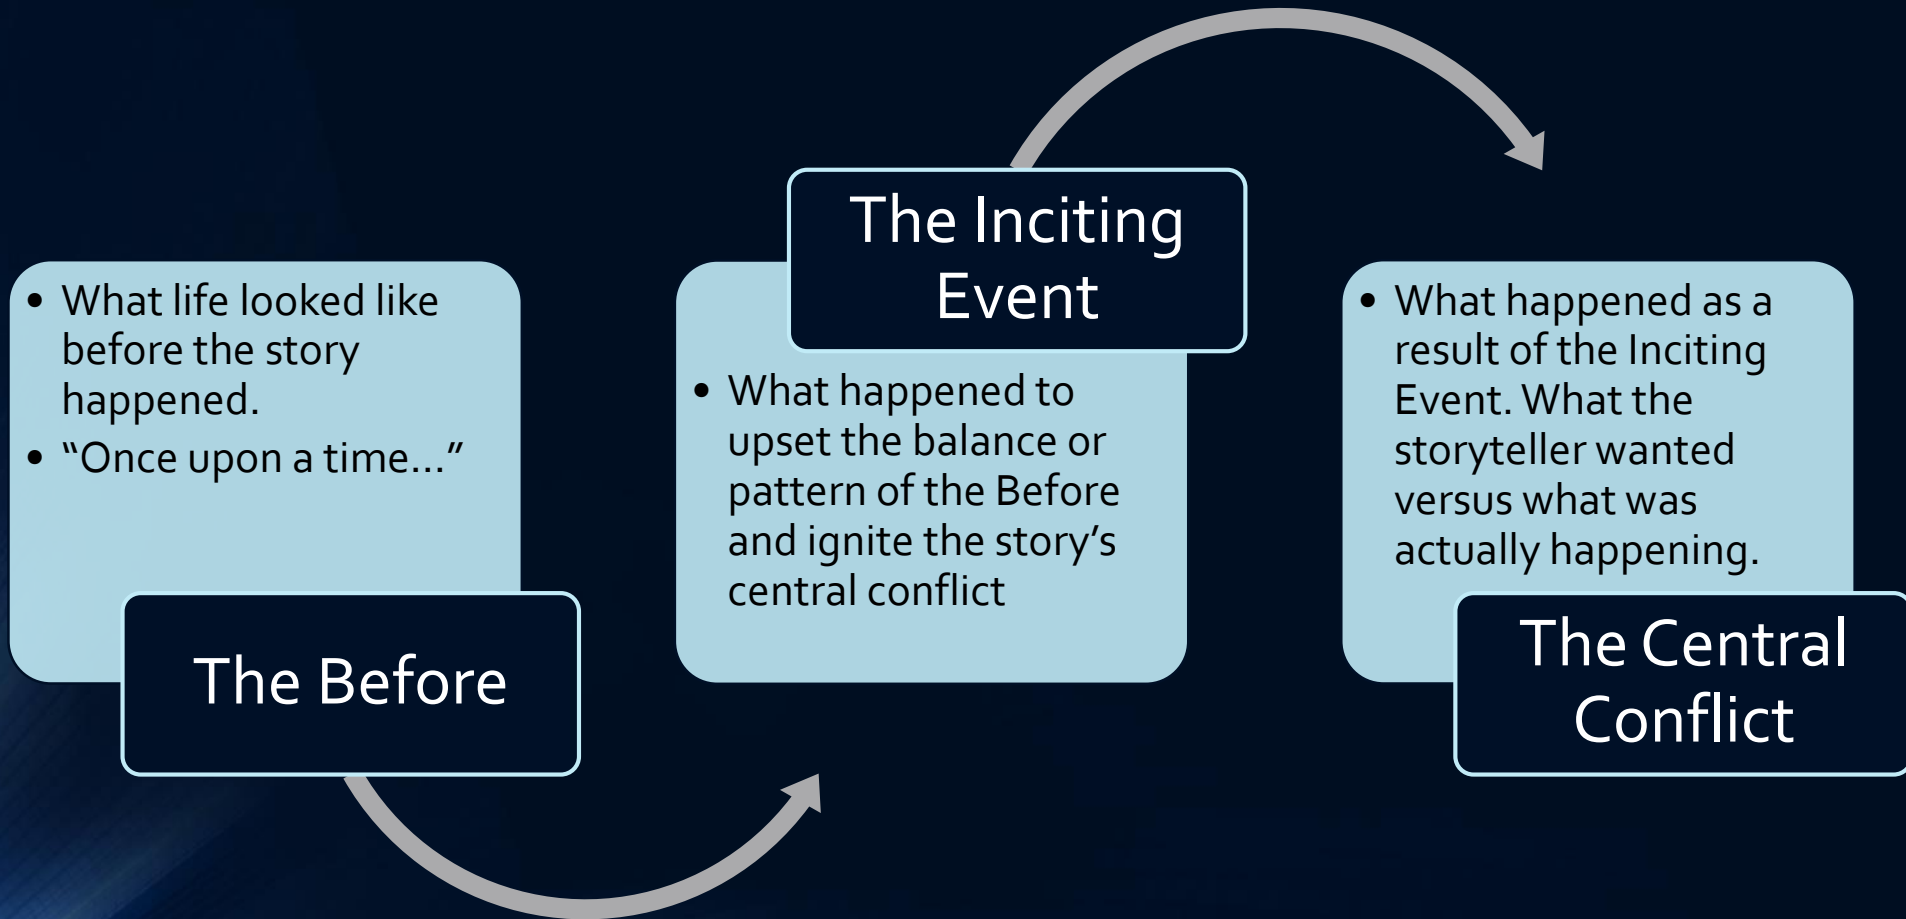 • What life looked like
before the story
happened.
• “Once upon a time…”
The Before
The Inciting
Event
• What happened to
upset the balance or
pattern of the Before
and ignite the story’s
central conflict
• What happened as a
result of the Inciting
Event. What the
storyteller wanted
versus what was
actually happening.
The Central
Conflict